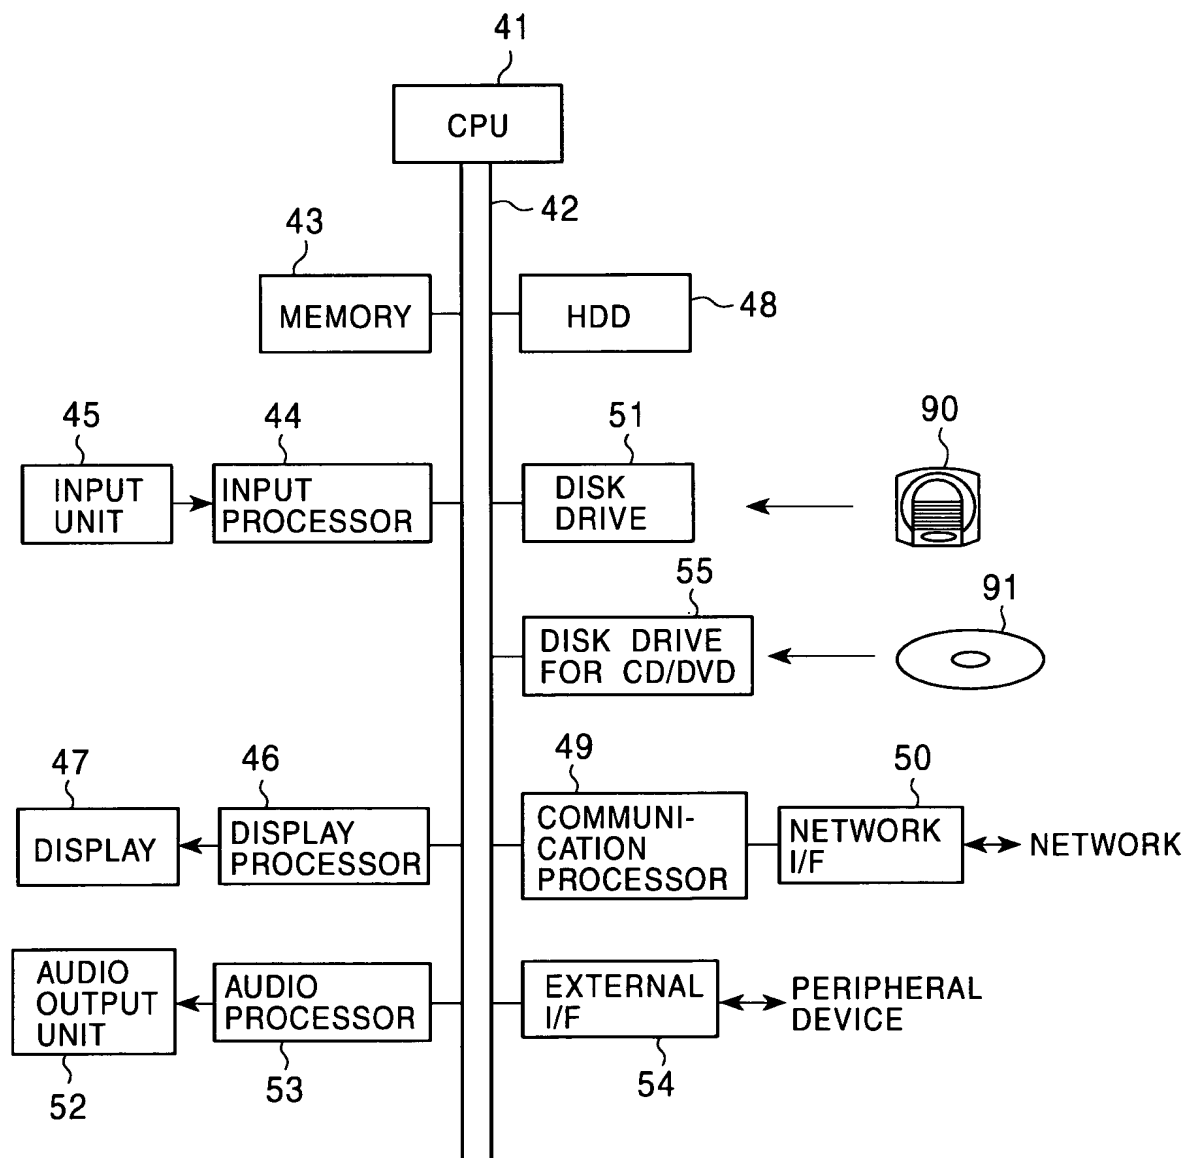 41
CPU
42
43
MEMORY
HDD
48
45
44
51
90
INPUT
UNIT
INPUT
PROCESSOR
DISK
DRIVE
55
91
DISK DRIVE
FOR CD/DVD
47
46
49
50
DISPLAY
DISPLAY
PROCESSOR
COMMUNI-
CATION
PROCESSOR
NETWORK
I/F
NETWORK
AUDIO
OUTPUT
UNIT
AUDIO
PROCESSOR
EXTERNAL
I/F
PERIPHERAL
DEVICE
52
53
54